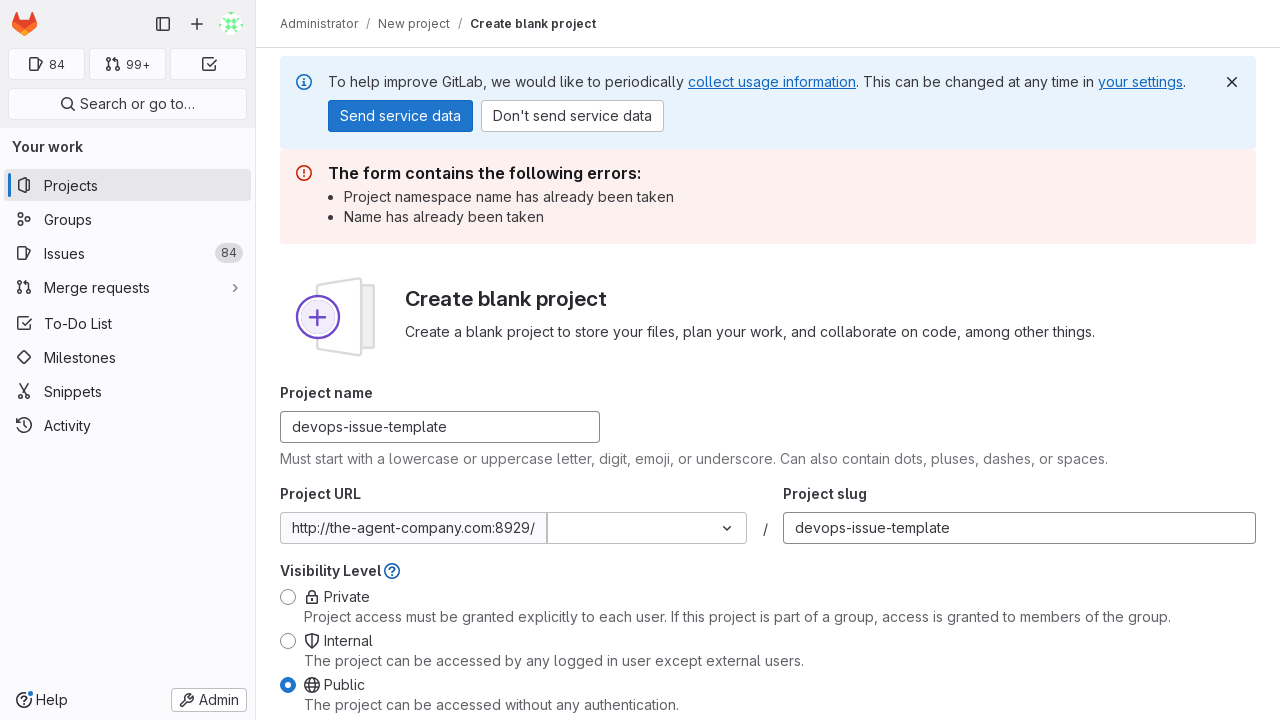 Administrator / New project / Create blank project
84
99+
Search or go to…
Your work
Projects
Groups
Issues 84
Merge requests
To-Do List
Milestones
Snippets
Activity
Help
Admin
To help improve GitLab, we would like to periodically collect usage information. This can be changed at any time in your settings.
Send service data
Don't send service data
The form contains the following errors:
• Project namespace name has already been taken
• Name has already been taken
Create blank project
Create a blank project to store your files, plan your work, and collaborate on code, among other things.
Project name
devops-issue-template
Must start with a lowercase or uppercase letter, digit, emoji, or underscore. Can also contain dots, pluses, dashes, or spaces.
Project URL
http://the-agent-company.com:8929/
/
Project slug
devops-issue-template
Visibility Level
Private
Project access must be granted explicitly to each user. If this project is part of a group, access is granted to members of the group.
Internal
The project can be accessed by any logged in user except external users.
Public
The project can be accessed without any authentication.